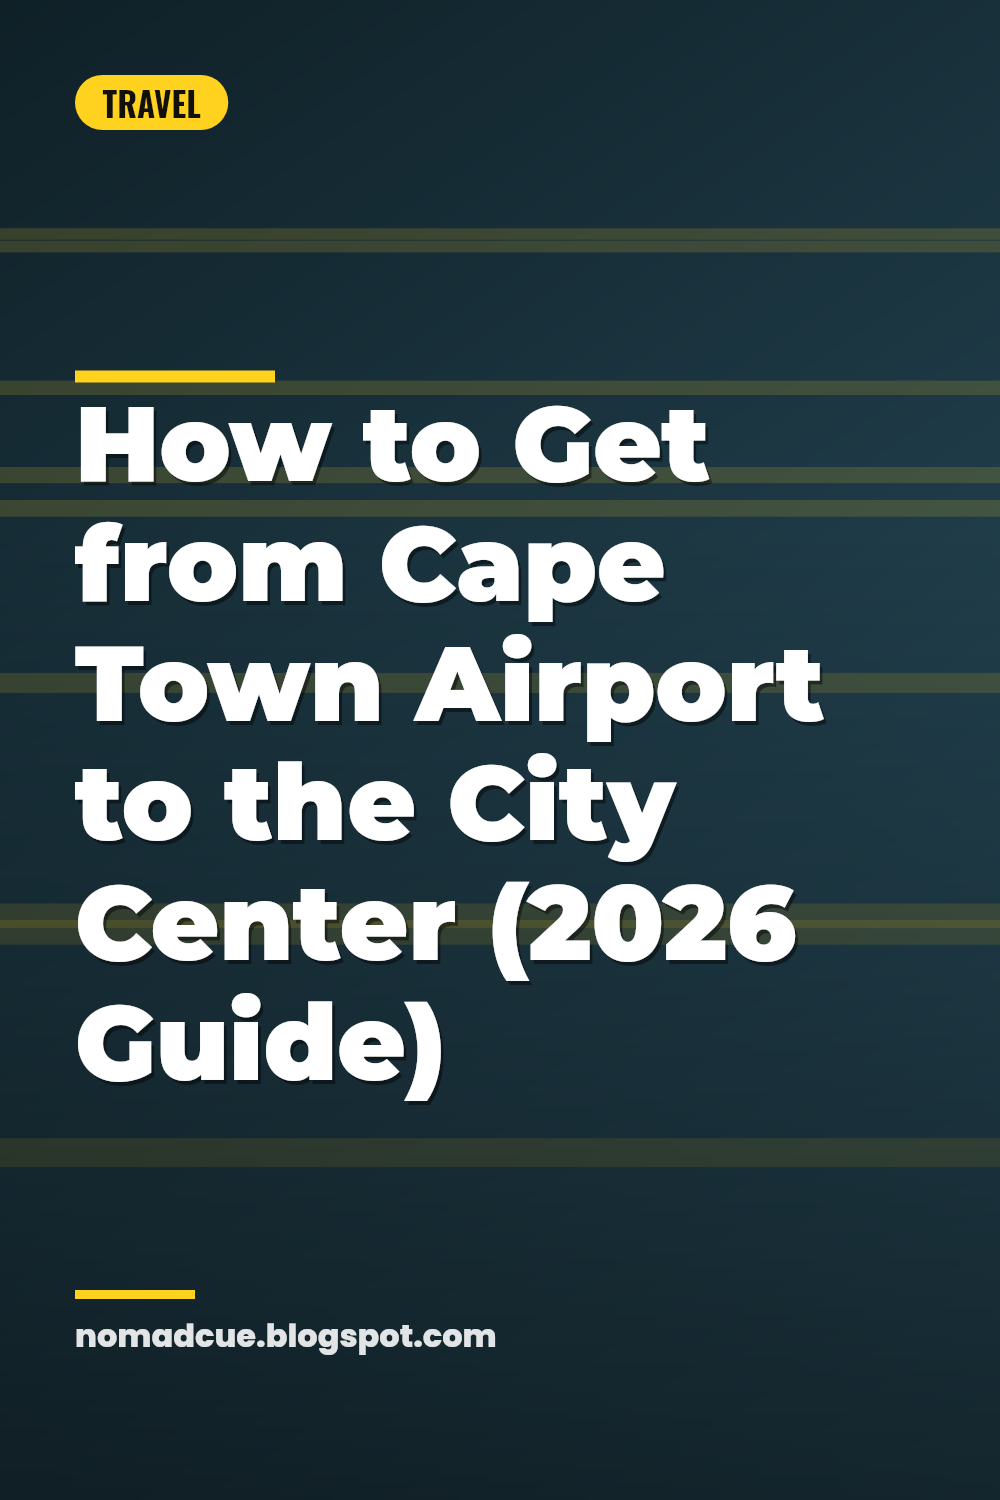 TRAVEL
How to Get
from Cape
Town Airport
to the City
Center (2026
Guide)
nomadcue.blogspot.com